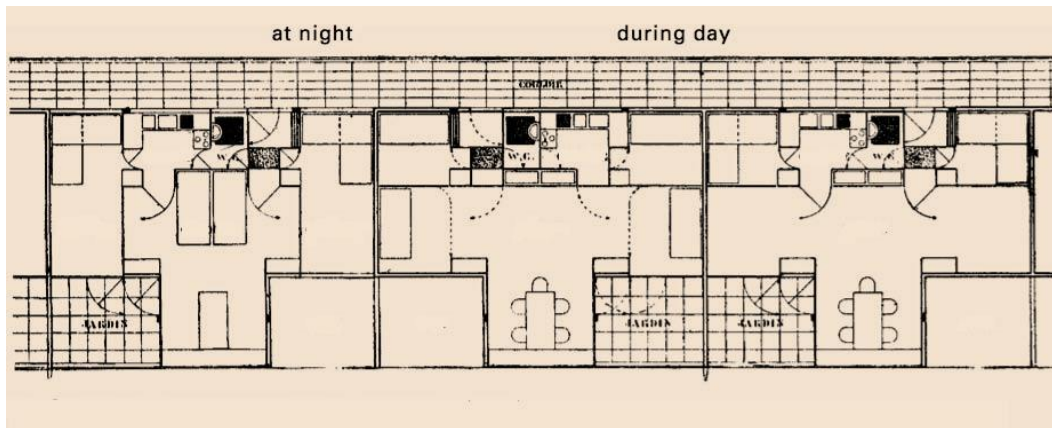 at night during day
COULOIR
W.C. W.C. W.C.
JARDIN JARDIN JARDIN